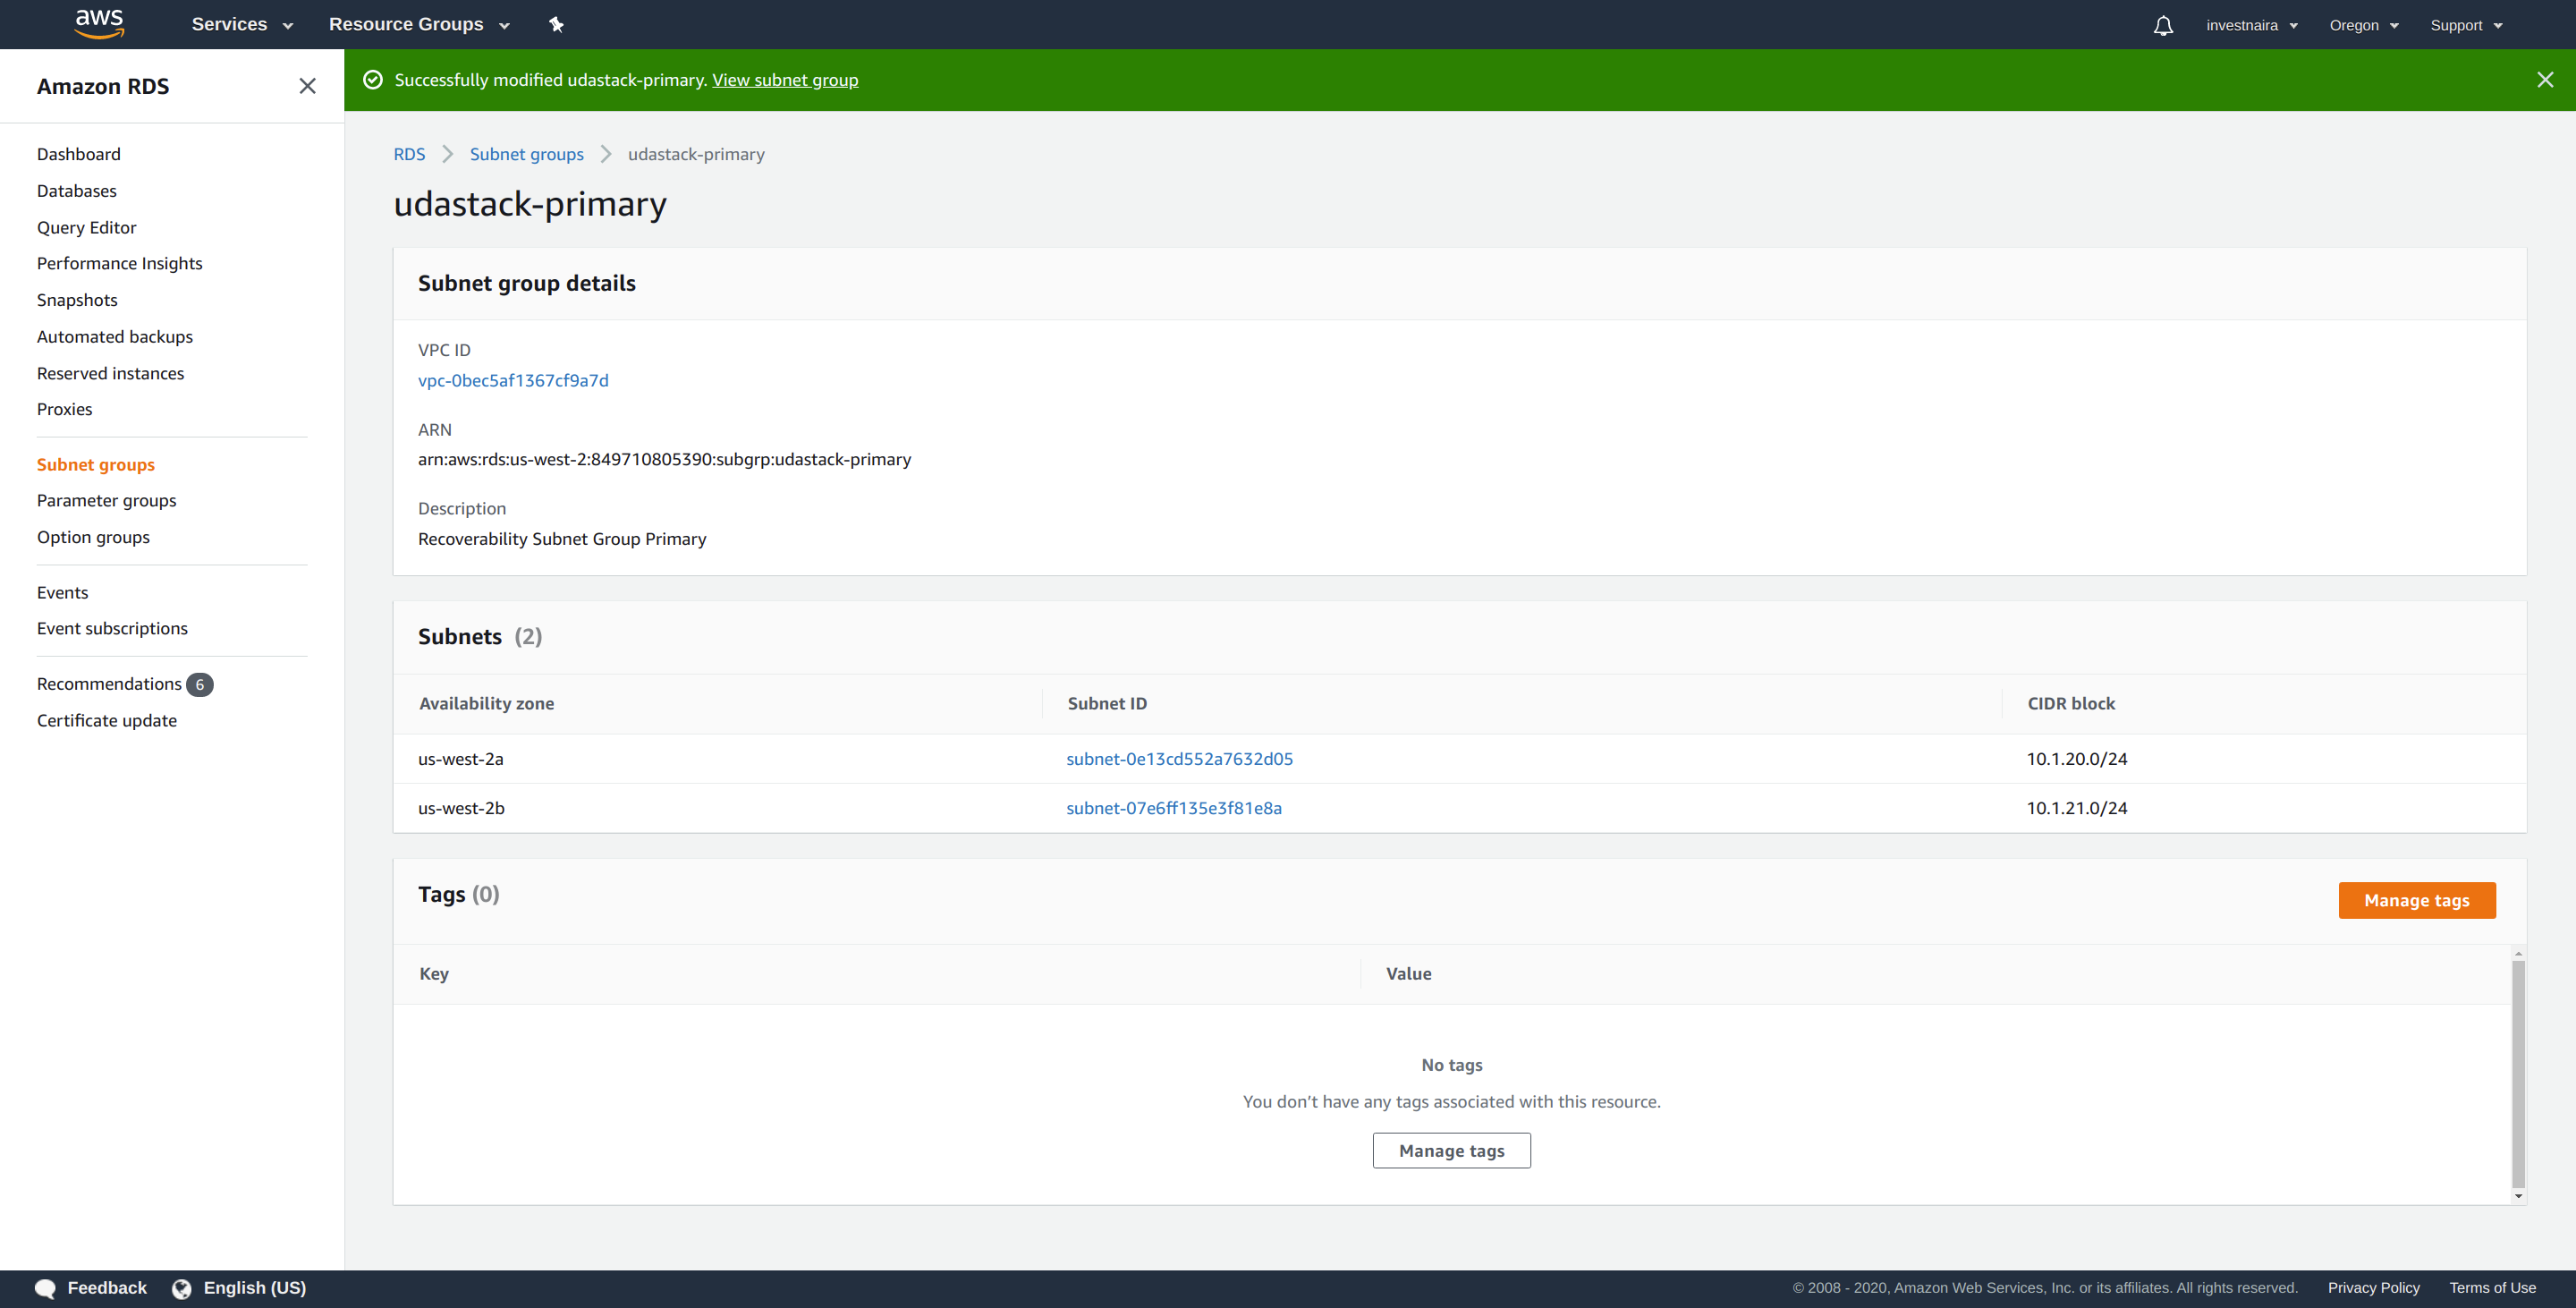 aws Services Resource Groups investnaira Oregon Support
Amazon RDS
Successfully modified udastack-primary. View subnet group
Dashboard
Databases
Query Editor
Performance Insights
Snapshots
Automated backups
Reserved instances
Proxies
Subnet groups
Parameter groups
Option groups
Events
Event subscriptions
Recommendations 6
Certificate update
RDS Subnet groups udastack-primary
udastack-primary
Subnet group details
VPC ID
vpc-0bec5af1367cf9a7d
ARN
arn:aws:rds:us-west-2:849710805390:subgrp:udastack-primary
Description
Recoverability Subnet Group Primary
Subnets (2)
Availability zone Subnet ID CIDR block
us-west-2a subnet-0e13cd552a7632d05 10.1.20.0/24
us-west-2b subnet-07e6ff135e3f81e8a 10.1.21.0/24
Tags (0) Manage tags
Key Value
No tags
You don’t have any tags associated with this resource.
Manage tags
Feedback English (US) © 2008 - 2020, Amazon Web Services, Inc. or its affiliates. All rights reserved. Privacy Policy Terms of Use